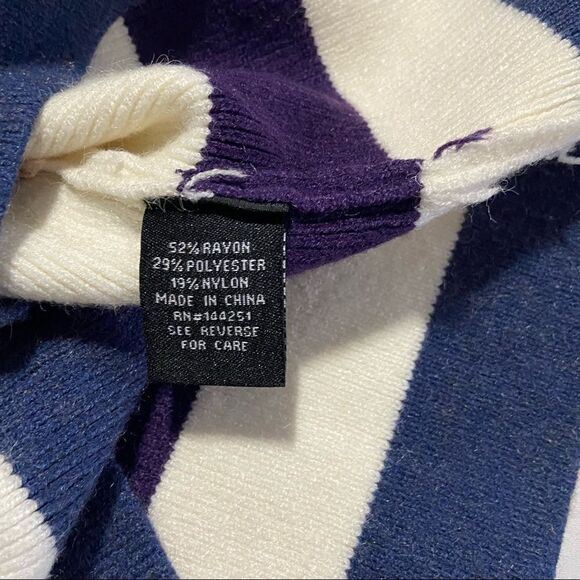 52% RAYON
29% POLYESTER
19% NYLON
MADE IN CHINA
RN#144251
SEE REVERSE
FOR CARE